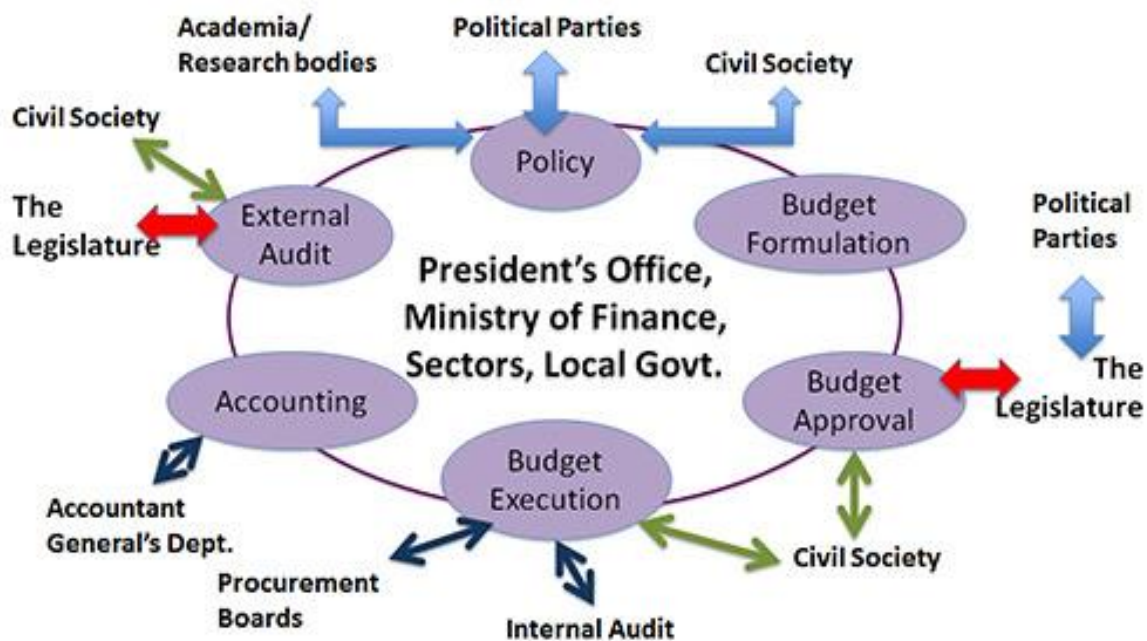 Academia/
Research bodies
Political Parties
Civil Society
Civil Society
Policy
The
Legislature
External
Audit
Budget
Formulation
Political
Parties
President's Office,
Ministry of Finance,
Sectors, Local Govt.
Accounting
Budget
Approval
The
Legislature
Budget
Execution
Accountant
General's Dept.
Procurement
Boards
Internal Audit
Civil Society